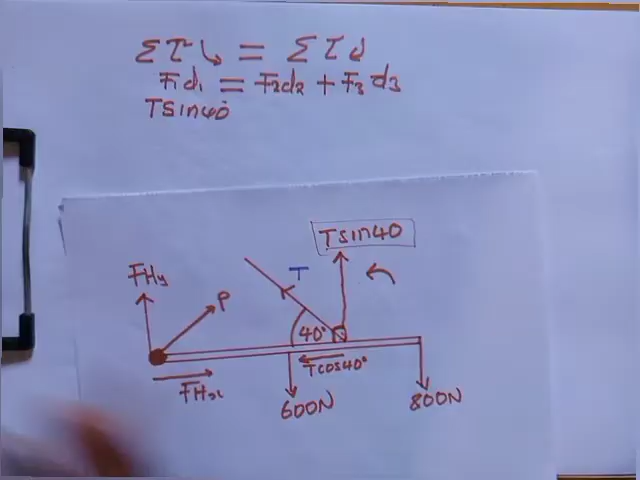 Στ↳ = Στ↲
F1d1 = F2d2 + F3d3
TSin40°
Tsin40
FHy
P
T
40°
Tcos40°
FHx
600N
800N